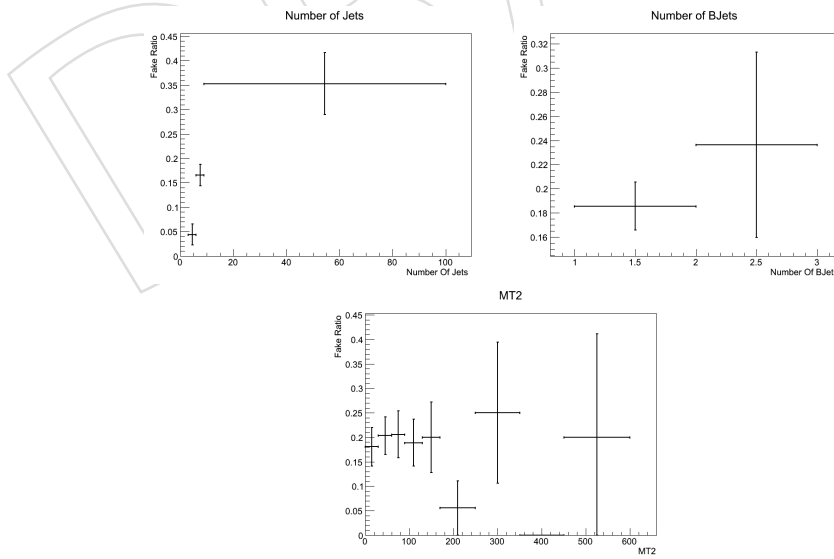 Number of Jets
Fake Ratio
0.45
0.4
0.35
0.3
0.25
0.2
0.15
0.1
0.05
0
0 20 40 60 80 100
Number Of Jets
Number of BJets
Fake Ratio
0.32
0.3
0.28
0.26
0.24
0.22
0.2
0.18
0.16
1 1.5 2 2.5 3
Number Of BJet
MT2
Fake Ratio
0.45
0.4
0.35
0.3
0.25
0.2
0.15
0.1
0.05
0
0 100 200 300 400 500 600
MT2